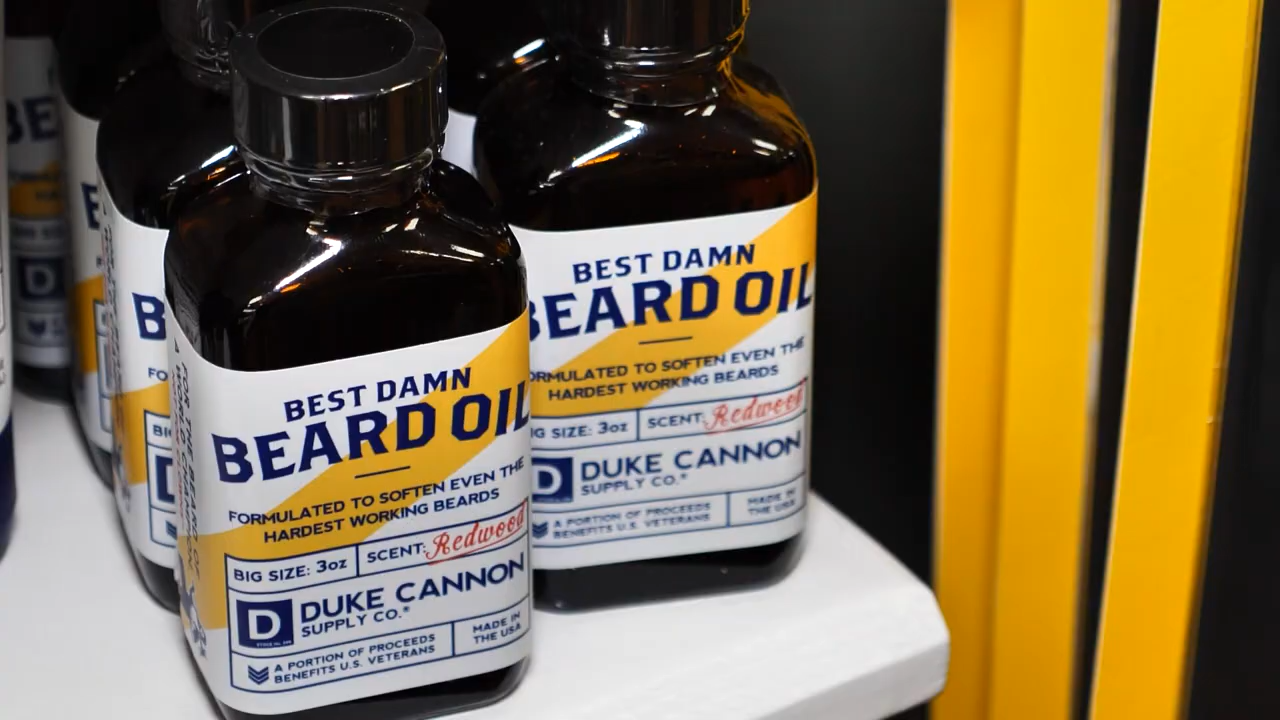 BEST DAMN
BEARD OIL
FORMULATED TO SOFTEN EVEN THE
HARDEST WORKING BEARDS
BIG SIZE: 3oz
SCENT: Redwood
D
DUKE CANNON
SUPPLY CO.®
A PORTION OF PROCEEDS
BENEFITS U.S. VETERANS
MADE IN
THE USA
BEST DAMN
BEARD OIL
FORMULATED TO SOFTEN EVEN THE
HARDEST WORKING BEARDS
SIZE: 3oz
SCENT: Redwood
D
DUKE CANNON
SUPPLY CO.®
A PORTION OF PROCEEDS
BENEFITS U.S. VETERANS
MADE IN
THE USA
BE
D